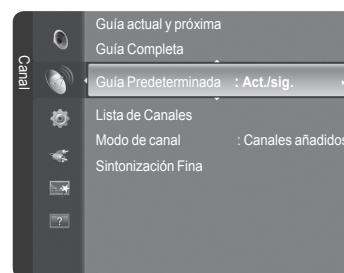 Canal
Guía actual y próxima
Guía Completa
Guía Predeterminada : Act./sig.
Lista de Canales
Modo de canal : Canales añadidos
Sintonización Fina
?